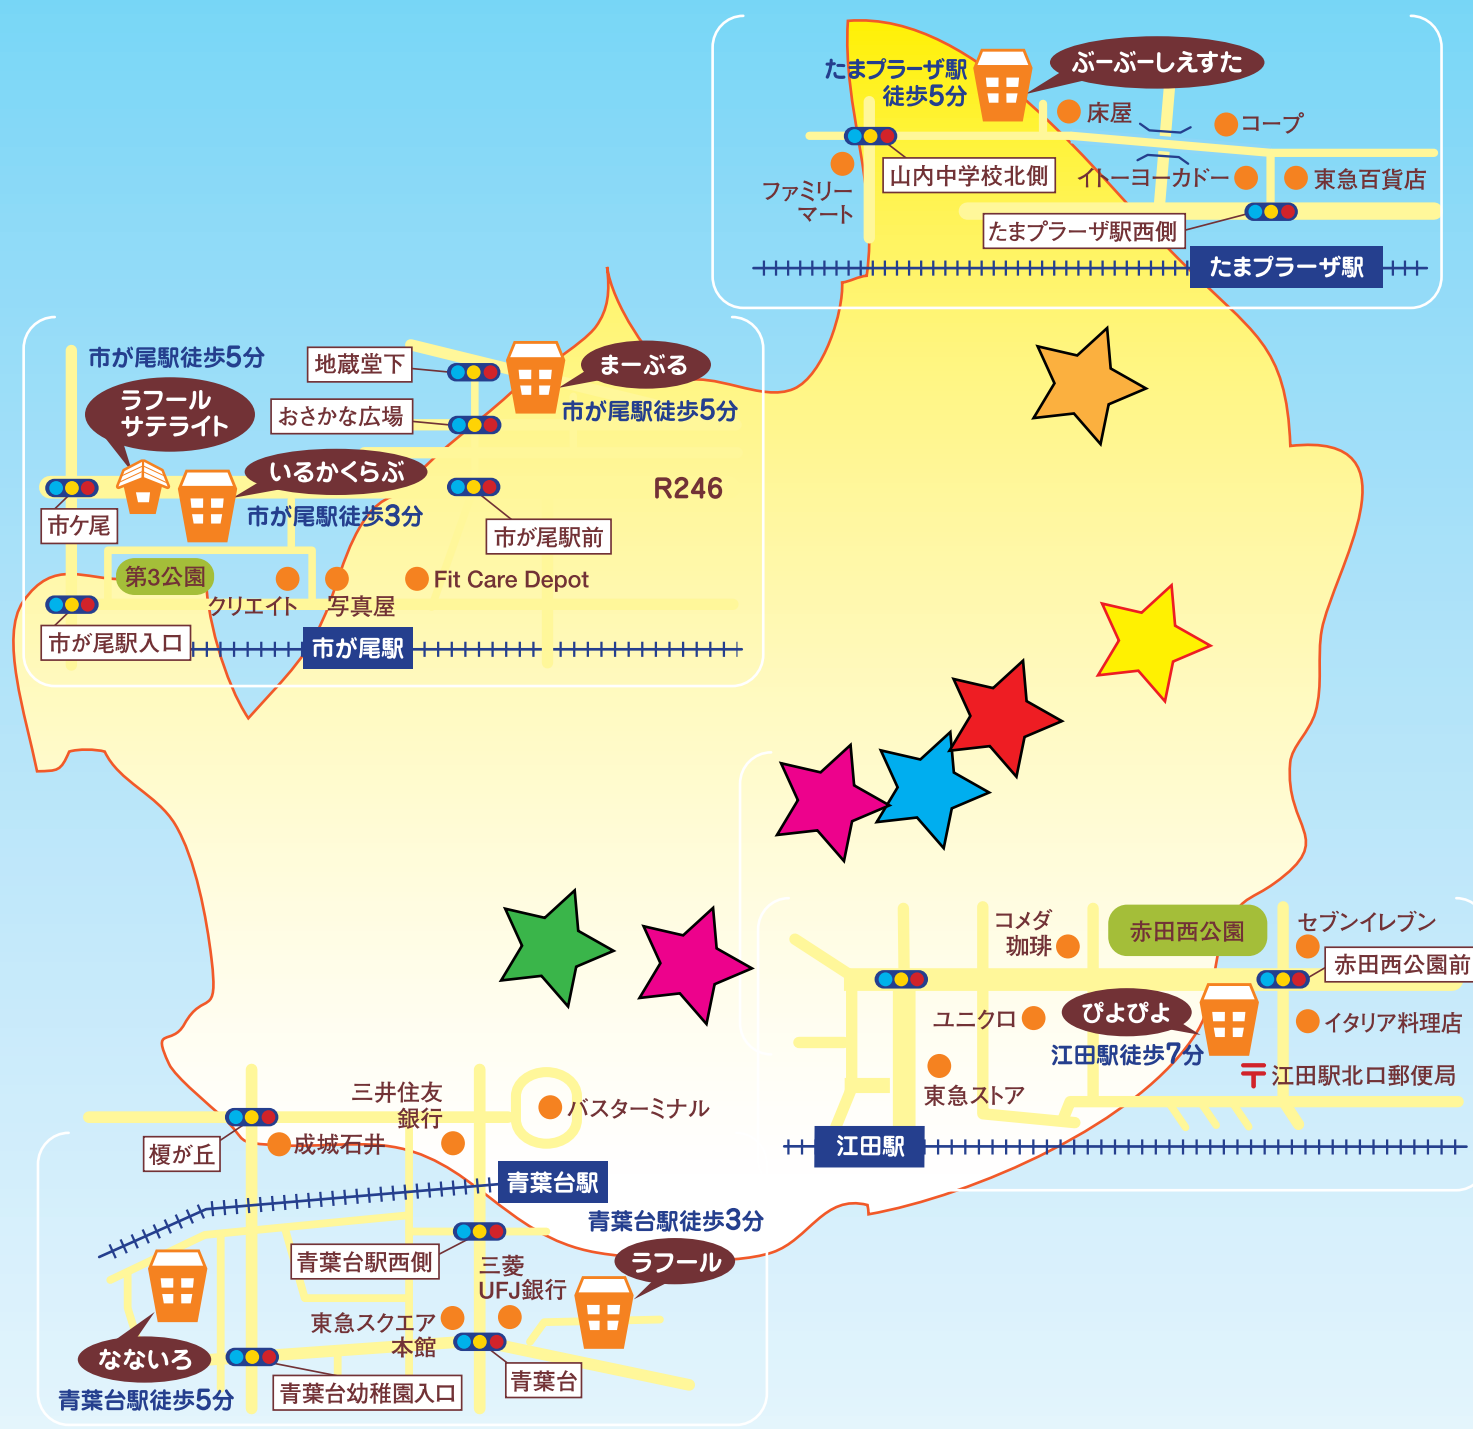 たまプラーザ駅
徒歩5分
ぶーぶーしえすた
床屋
コープ
ファミリー
マート
山内中学校北側
イトーヨーカドー
東急百貨店
たまプラーザ駅西側
たまプラーザ駅
市が尾駅徒歩5分
地蔵堂下
まーぶる
市が尾駅徒歩5分
ラフール
サテライト
おさかな広場
いるかくらぶ
市が尾駅徒歩3分
R246
市ケ尾
市が尾駅前
第3公園
クリエイト
写真屋
Fit Care Depot
市が尾駅入口
市が尾駅
コメダ
珈琲
赤田西公園
セブンイレブン
赤田西公園前
ユニクロ
ぴよぴよ
江田駅徒歩7分
イタリア料理店
東急ストア
〒江田駅北口郵便局
江田駅
三井住友
銀行
バスターミナル
榎が丘
成城石井
青葉台駅
青葉台駅徒歩3分
青葉台駅西側
三菱
UFJ銀行
ラフール
東急スクエア
本館
なないろ
青葉台駅徒歩5分
青葉台幼稚園入口
青葉台